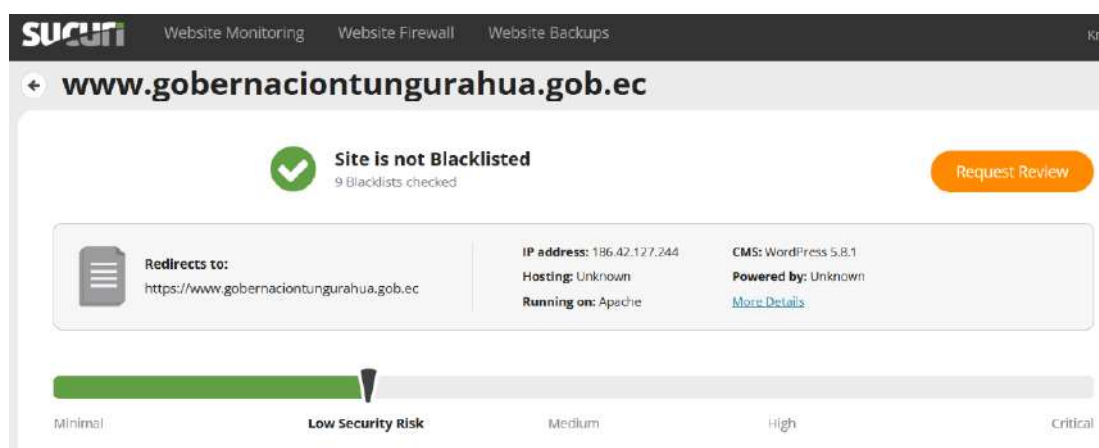 SUCURI Website Monitoring Website Firewall Website Backups
www.gobernaciontungurahua.gob.ec
Site is not Blacklisted
9 Blacklists checked
Request Review
Redirects to:
https://www.gobernaciontungurahua.gob.ec
IP address: 186.42.127.244
Hosting: Unknown
Running on: Apache
CMS: WordPress 5.8.1
Powered by: Unknown
More Details
Minimal Low Security Risk Medium High Critical